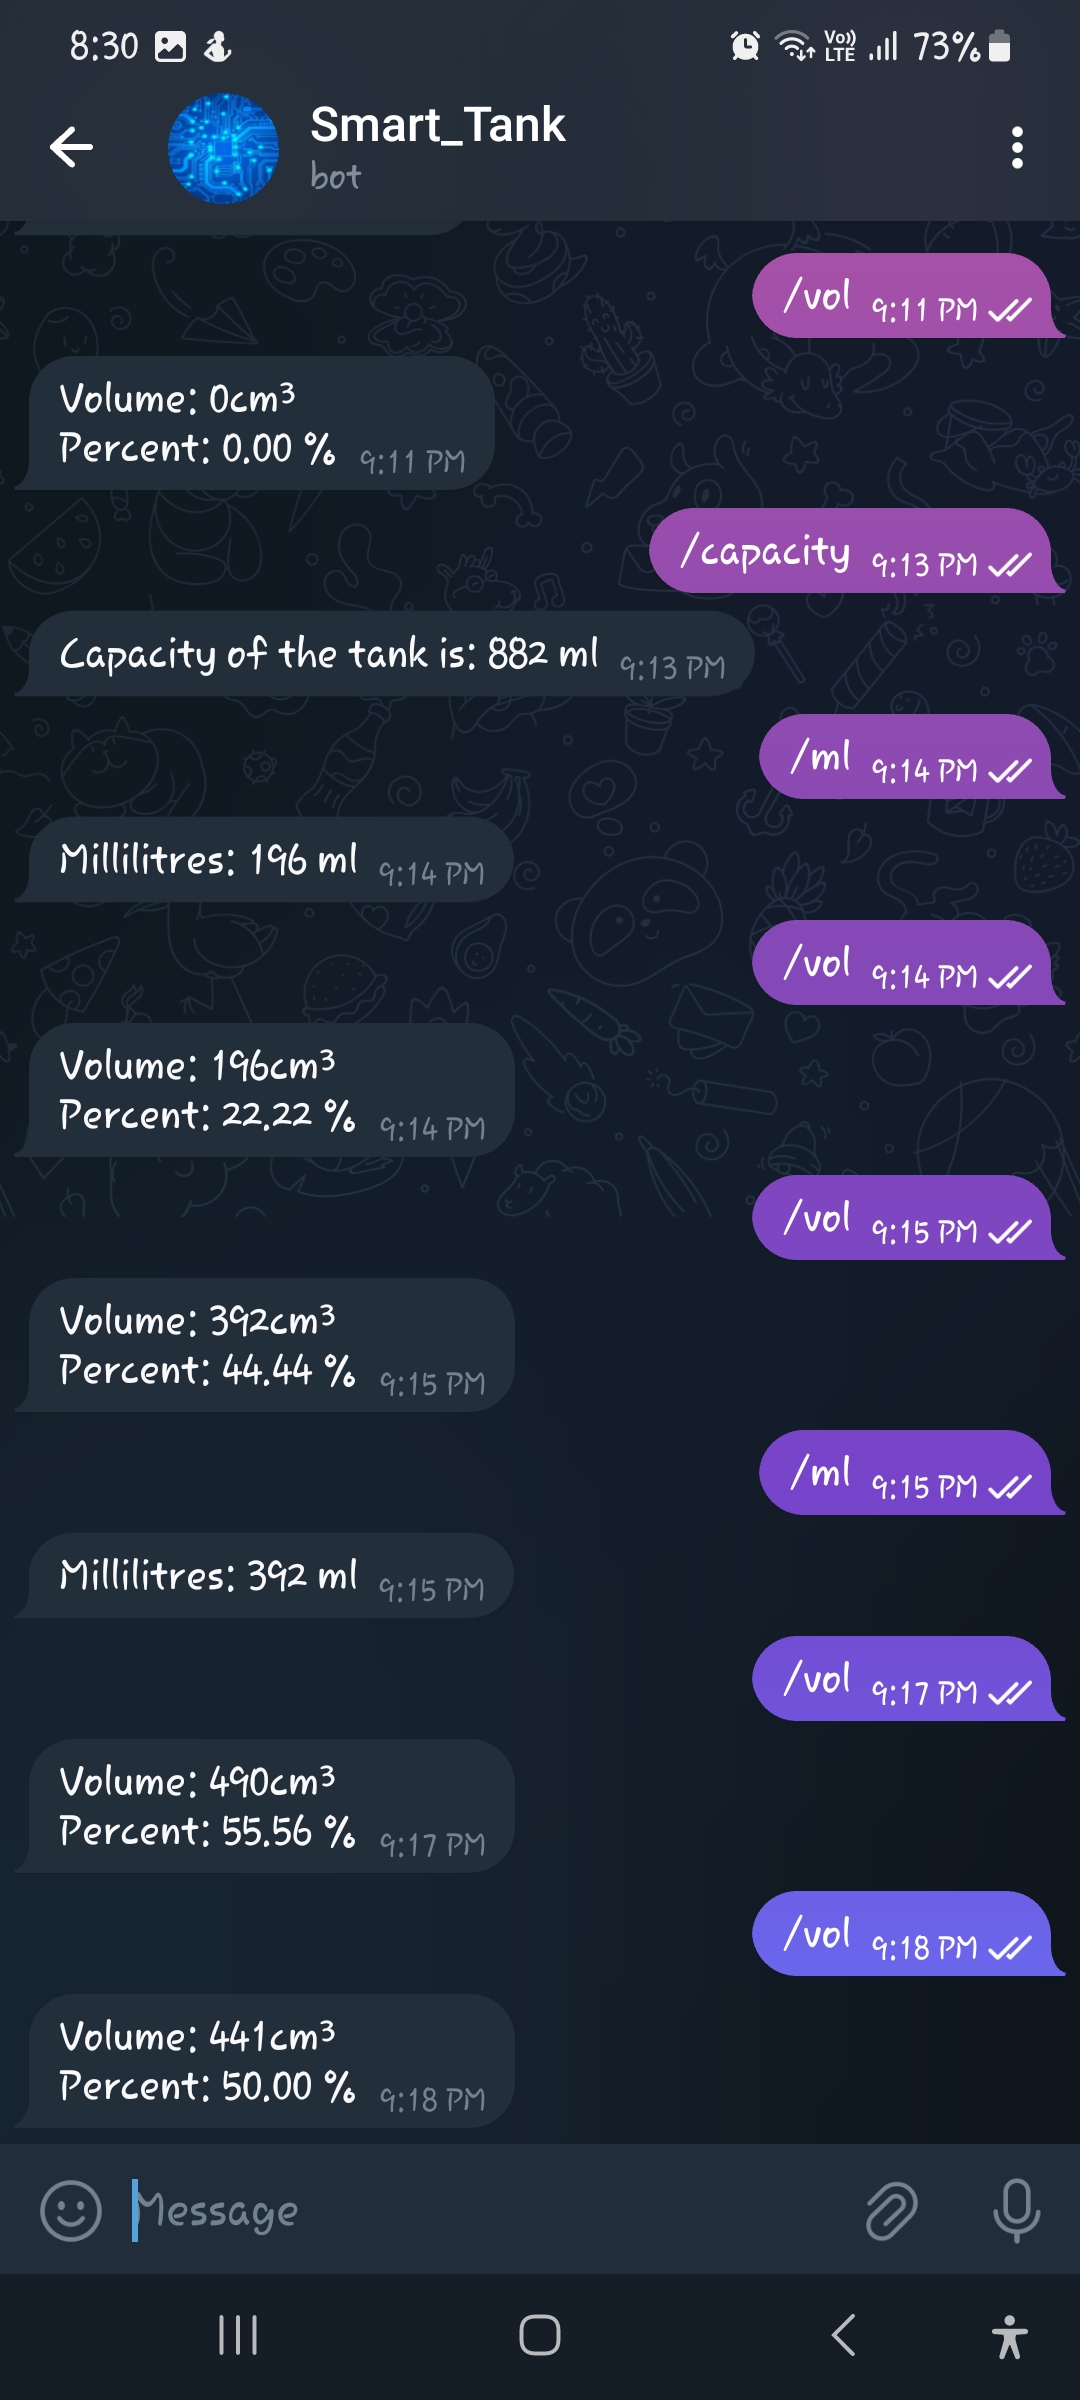 8:30
Vo))
LTE
73%
Smart_Tank
bot
/vol 9:11 PM
Volume: 0cm³
Percent: 0.00 % 9:11 PM
/capacity 9:13 PM
Capacity of the tank is: 882 ml 9:13 PM
/ml 9:14 PM
Millilitres: 196 ml 9:14 PM
/vol 9:14 PM
Volume: 196cm³
Percent: 22.22 % 9:14 PM
/vol 9:15 PM
Volume: 392cm³
Percent: 44.44 % 9:15 PM
/ml 9:15 PM
Millilitres: 392 ml 9:15 PM
/vol 9:17 PM
Volume: 490cm³
Percent: 55.56 % 9:17 PM
/vol 9:18 PM
Volume: 441cm³
Percent: 50.00 % 9:18 PM
Message